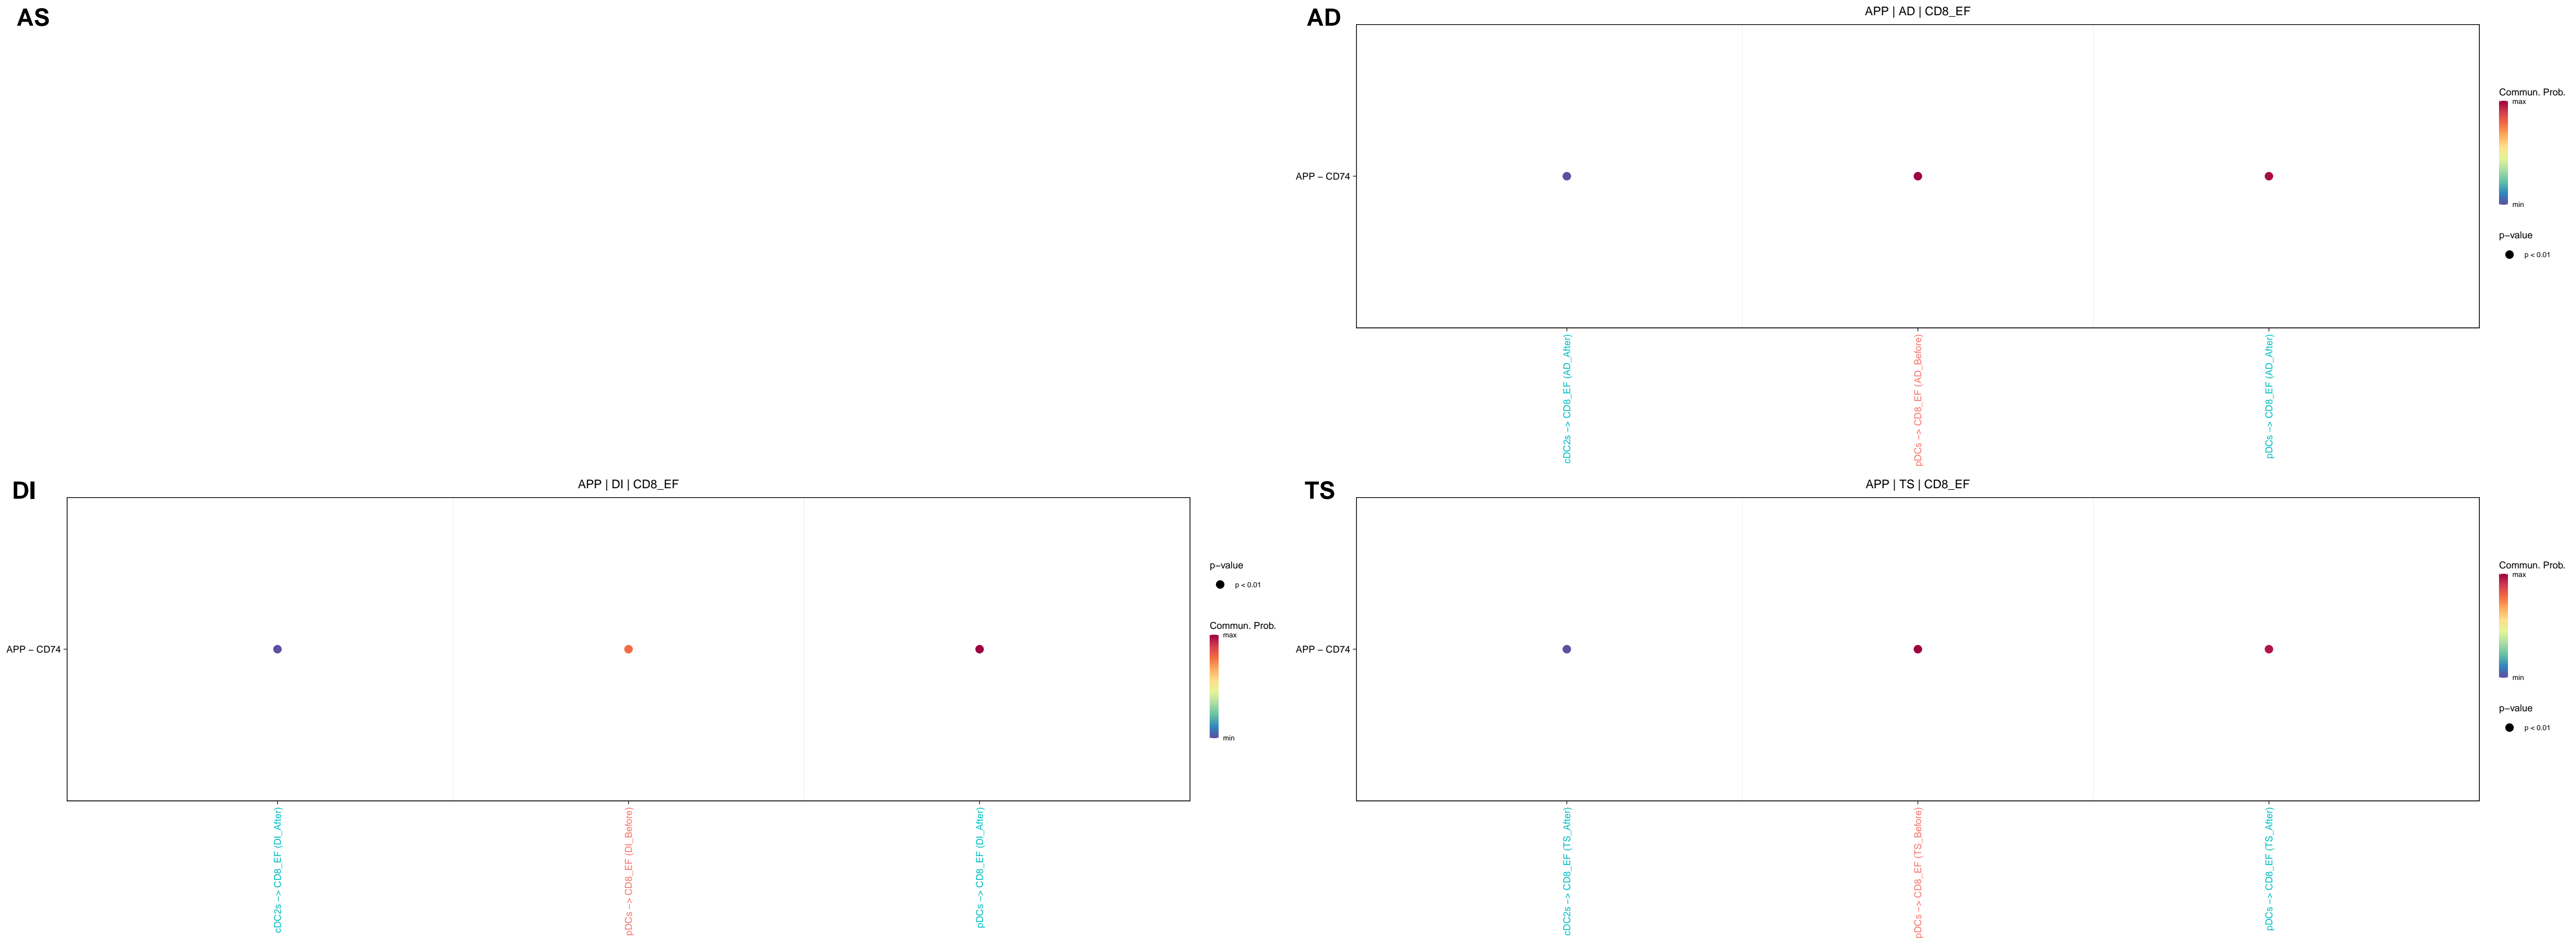 AS
AD
APP | AD | CD8_EF
APP – CD74
cDC2s –> CD8_EF (AD_After)
pDCs –> CD8_EF (AD_Before)
pDCs –> CD8_EF (AD_After)
Commun. Prob.
max
min
p–value
p < 0.01
DI
APP | DI | CD8_EF
APP – CD74
cDC2s –> CD8_EF (DI_After)
pDCs –> CD8_EF (DI_Before)
pDCs –> CD8_EF (DI_After)
p–value
p < 0.01
Commun. Prob.
max
min
TS
APP | TS | CD8_EF
APP – CD74
cDC2s –> CD8_EF (TS_After)
pDCs –> CD8_EF (TS_Before)
pDCs –> CD8_EF (TS_After)
Commun. Prob.
max
min
p–value
p < 0.01